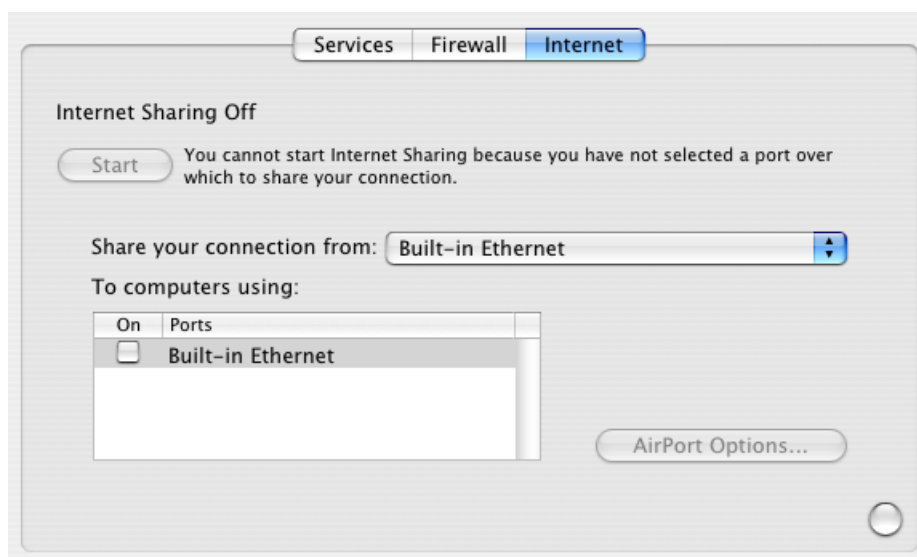 Services Firewall Internet
Internet Sharing Off
Start
You cannot start Internet Sharing because you have not selected a port over
which to share your connection.
Share your connection from: Built-in Ethernet
To computers using:
On Ports
Built-in Ethernet
AirPort Options...